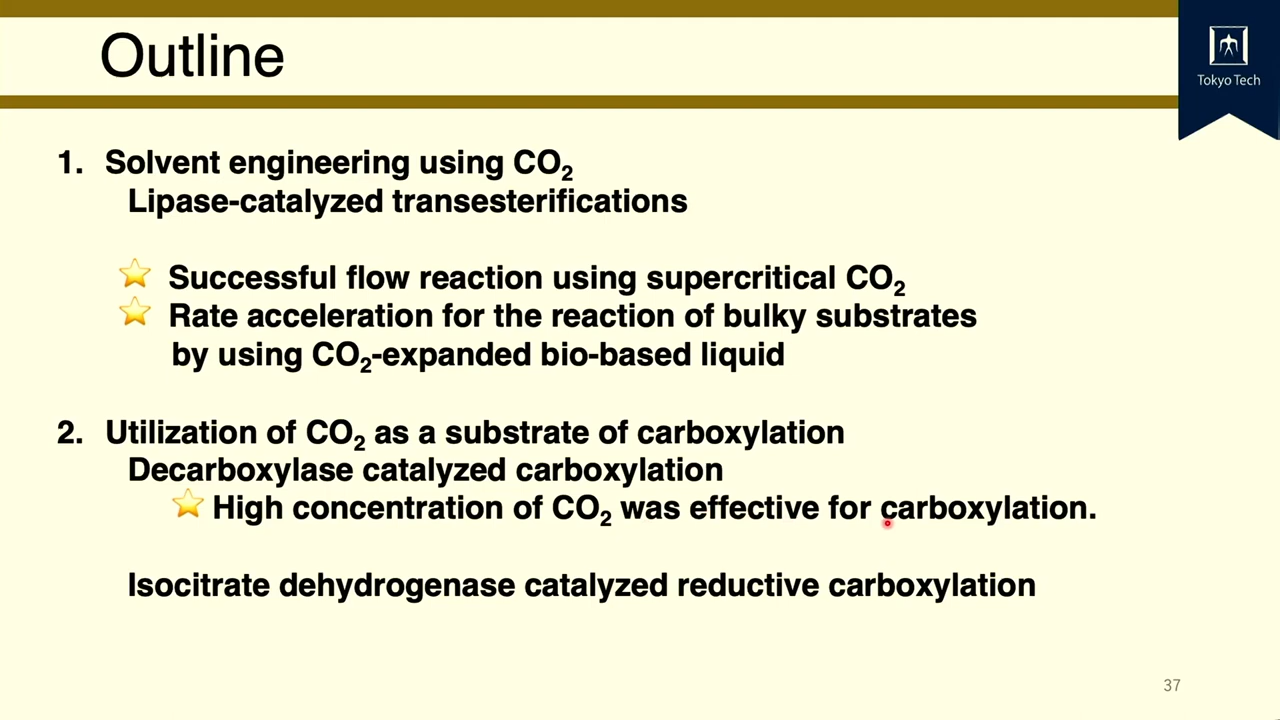 Outline
Tokyo Tech
1. Solvent engineering using CO₂
Lipase-catalyzed transesterifications
⭐ Successful flow reaction using supercritical CO₂
⭐ Rate acceleration for the reaction of bulky substrates
by using CO₂-expanded bio-based liquid
2. Utilization of CO₂ as a substrate of carboxylation
Decarboxylase catalyzed carboxylation
⭐ High concentration of CO₂ was effective for carboxylation.
Isocitrate dehydrogenase catalyzed reductive carboxylation
37